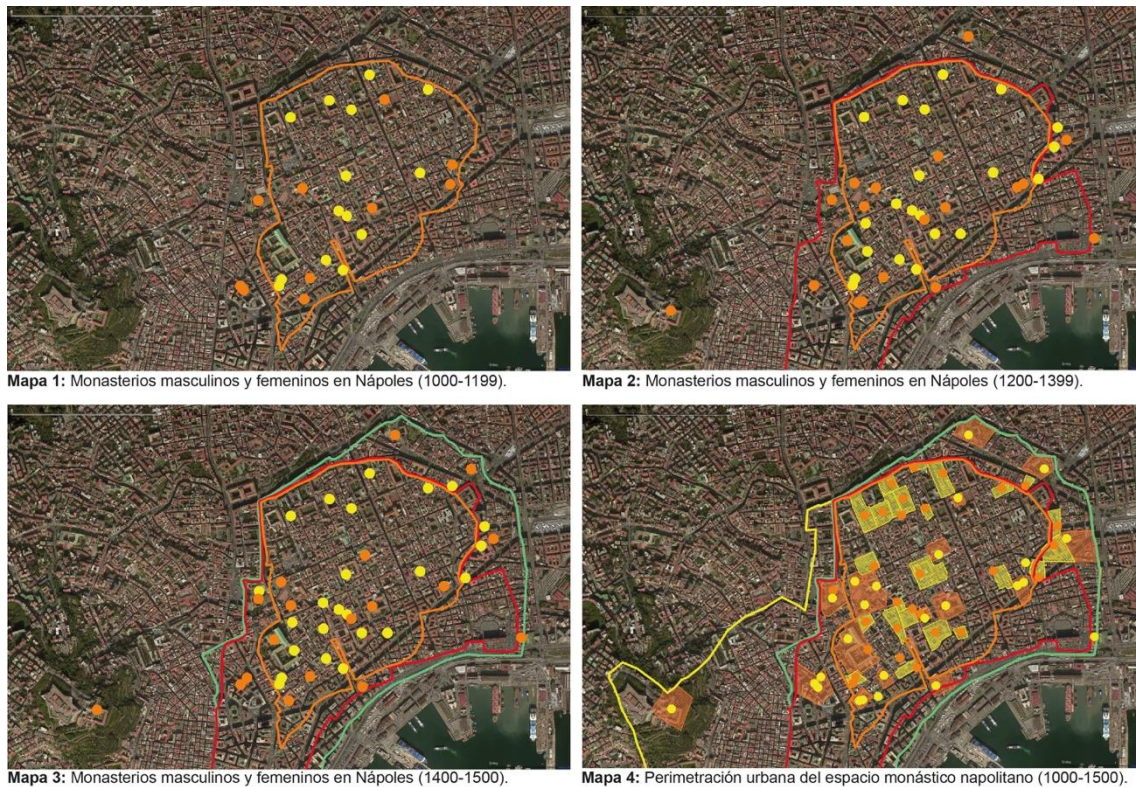 Mapa 1: Monasterios masculinos y femeninos en Nápoles (1000-1199).
Mapa 2: Monasterios masculinos y femeninos en Nápoles (1200-1399).
Mapa 3: Monasterios masculinos y femeninos en Nápoles (1400-1500).
Mapa 4: Perimetración urbana del espacio monástico napolitano (1000-1500).